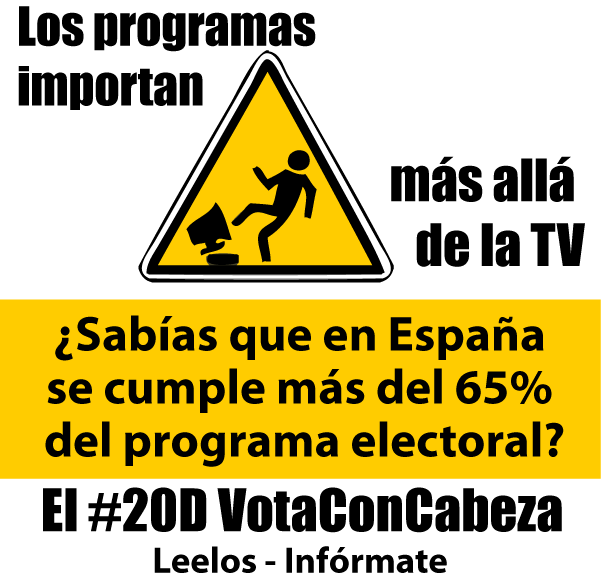 Los programas
importan
más allá
de la TV
¿Sabías que en España
se cumple más del 65%
del programa electoral?
El #20D VotaConCabeza
Leelos - Infórmate